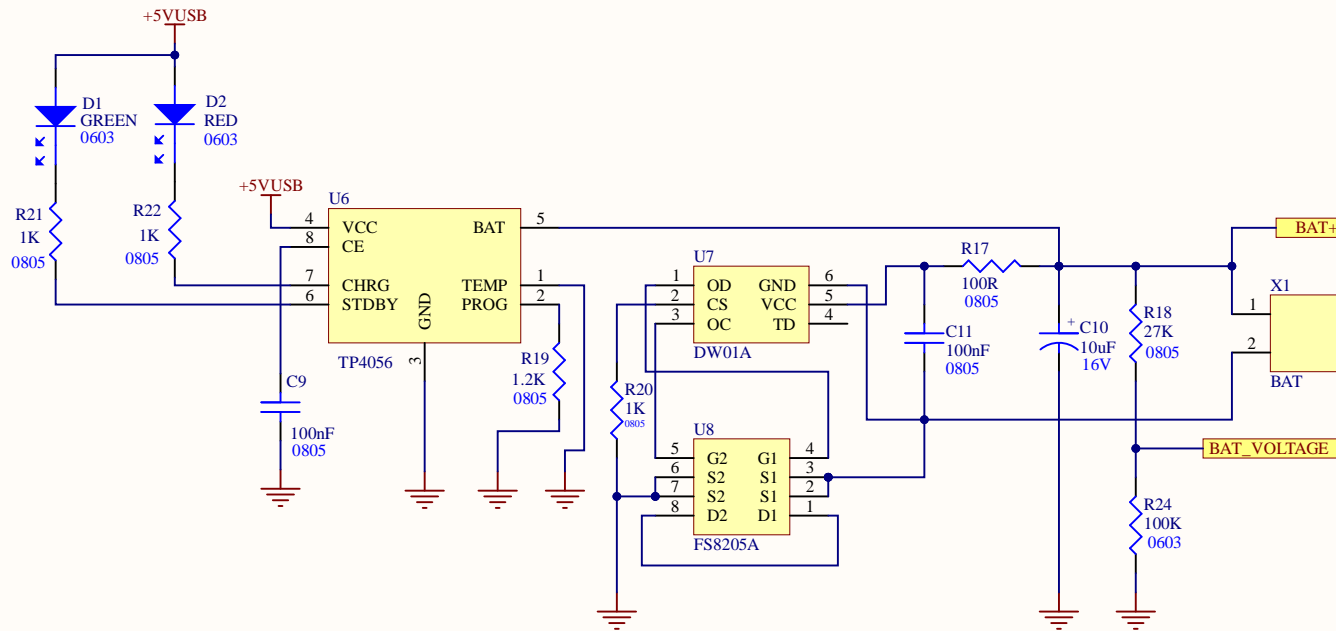 +5VUSB
D1
GREEN
0603
D2
RED
0603
R21
1K
0805
R22
1K
0805
+5VUSB
U6
4 VCC
8 CE
7 CHRG
6 STDBY
BAT 5
TEMP 1
PROG 2
GND
3
TP4056
C9
100nF
0805
R19
1.2K
0805
U7
1 OD
2 CS
3 OC
GND 6
VCC 5
TD 4
DW01A
R20
1K
0805
U8
5 G2
6 S2
7 S2
8 D2
G1 4
S1 3
S1 2
D1 1
FS8205A
R17
100R
0805
C11
100nF
0805
+
C10
10uF
16V
R18
27K
0805
BAT+
X1
1
2
BAT
BAT_VOLTAGE
R24
100K
0603